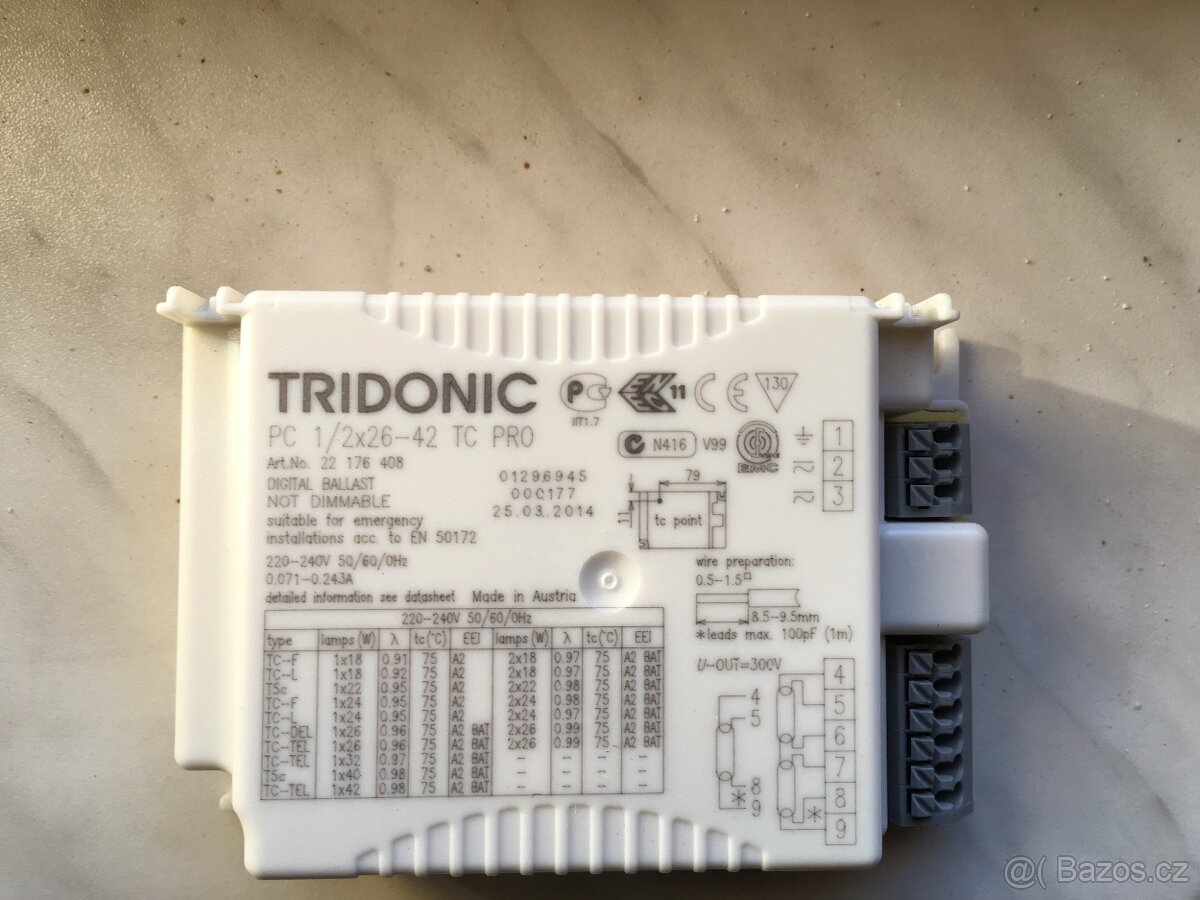 TRIDONIC
PC 1/2x26-42 TC PRO
Art.No. 22 176 408
DIGITAL BALLAST
NOT DIMMABLE
suitable for emergency
installations acc. to EN 50172
220-240V 50/60/0Hz
0.071-0.243A
detailed information see datasheet Made in Austria
01296945
000177
25.03.2014
P
IIT1.7
11
CE
130
N416 V99
EMC
⏚ 1
~ 2
~ 3
79
11
tc point
wire preparation:
0.5-1.5□
8.5-9.5mm
*leads max. 100pF (1m)
220-240V 50/60/0Hz
type lamps (W) λ tc(°C) EEI lamps (W) λ tc(°C) EEI
TC-F 1x18 0.91 75 A2 2x18 0.97 75 A2 BAT
TC-L 1x18 0.92 75 A2 2x18 0.97 75 A2 BAT
T5c 1x22 0.95 75 A2 2x22 0.98 75 A2 BAT
TC-F 1x24 0.95 75 A2 2x24 0.98 75 A2 BAT
TC-L 1x24 0.95 75 A2 2x24 0.97 75 A2 BAT
TC-DEL 1x26 0.96 75 A2 BAT 2x26 0.99 75 A2 BAT
TC-TEL 1x26 0.96 75 A2 BAT 2x26 0.99 75 A2 BAT
TC-TEL 1x32 0.97 75 A2 BAT - - - -
T5c 1x40 0.98 75 A2 BAT - - - -
TC-TEL 1x42 0.98 75 A2 BAT - - - -
U-OUT=300V
4
5
8
* 9
4
5
6
7
* 8
9
@( Bazos.cz